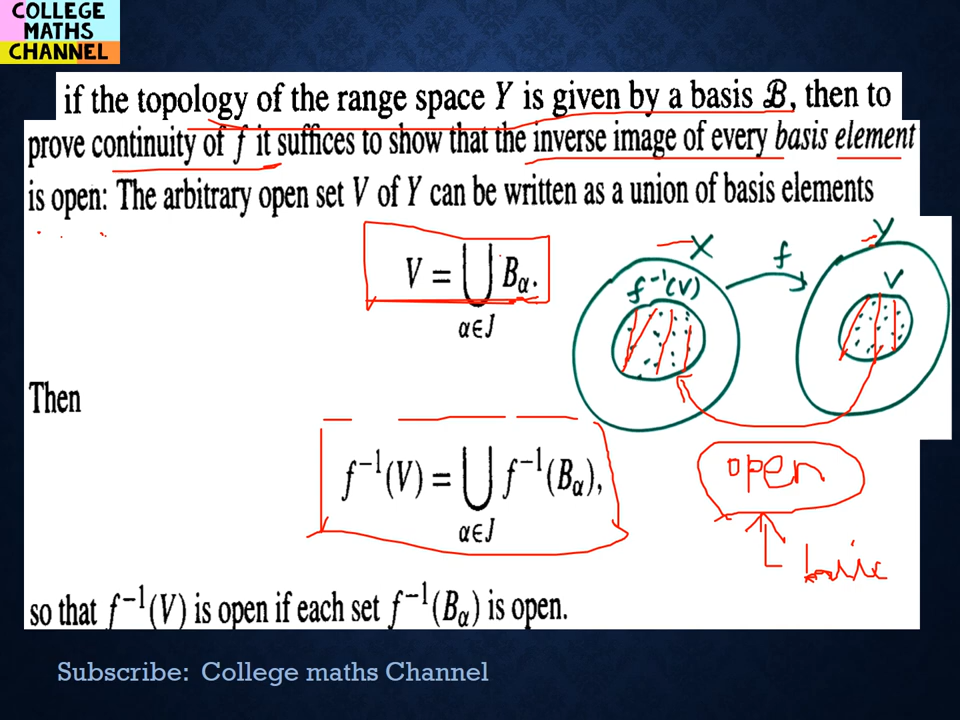 COLLEGE
MATHS
CHANNEL
if the topology of the range space Y is given by a basis ℬ, then to
prove continuity of f it suffices to show that the inverse image of every basis element
is open: The arbitrary open set V of Y can be written as a union of basis elements
V = ⋃ Bα.
α∈J
X f Y
f⁻¹(V) V
Then
f⁻¹(V) = ⋃ f⁻¹(Bα),
α∈J
open
so that f⁻¹(V) is open if each set f⁻¹(Bα) is open.
Subscribe: College maths Channel